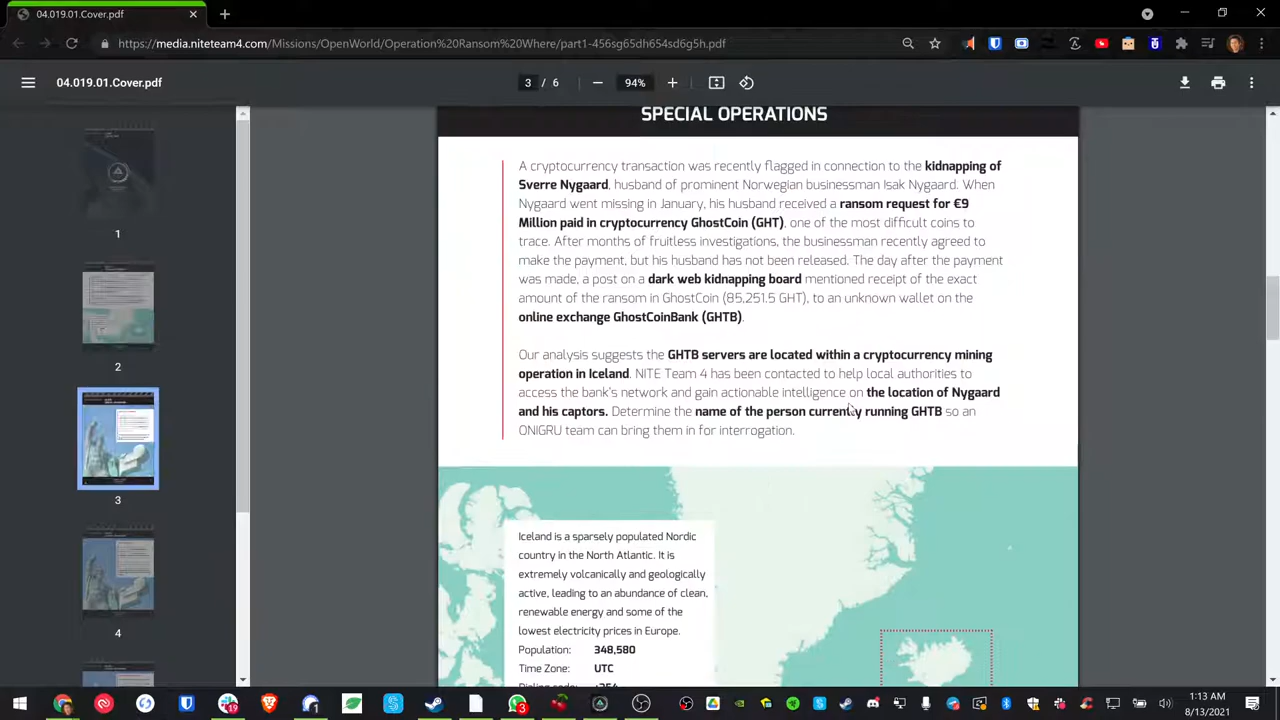 04.019.01.Cover.pdf
https://media.niteteam4.com/Missions/OpenWorld/Operation%20Ransom%20Where/part1-456sg65dh654sd6g5h.pdf
04.019.01.Cover.pdf
3 / 6
94%
1
2
3
4
SPECIAL OPERATIONS
A cryptocurrency transaction was recently flagged in connection to the kidnapping of
Sverre Nygaard, husband of prominent Norwegian businessman Isak Nygaard. When
Nygaard went missing in January, his husband received a ransom request for €9
Million paid in cryptocurrency GhostCoin (GHT), one of the most difficult coins to
trace. After months of fruitless investigations, the businessman recently agreed to
make the payment, but his husband has not been released. The day after the payment
was made, a post on a dark web kidnapping board mentioned receipt of the exact
amount of the ransom in GhostCoin (85,251.5 GHT), to an unknown wallet on the
online exchange GhostCoinBank (GHTB).
Our analysis suggests the GHTB servers are located within a cryptocurrency mining
operation in Iceland. NITE Team 4 has been contacted to help local authorities to
access the bank's network and gain actionable intelligence on the location of Nygaard
and his captors. Determine the name of the person currently running GHTB so an
ONIGRU team can bring them in for interrogation.
Iceland is a sparsely populated Nordic
country in the North Atlantic. It is
extremely volcanically and geologically
active, leading to an abundance of clean,
renewable energy and some of the
lowest electricity prices in Europe.
Population: 348,580
Time zone: UTC
Dialing code: +354
19
3
1:13 AM
8/13/2021